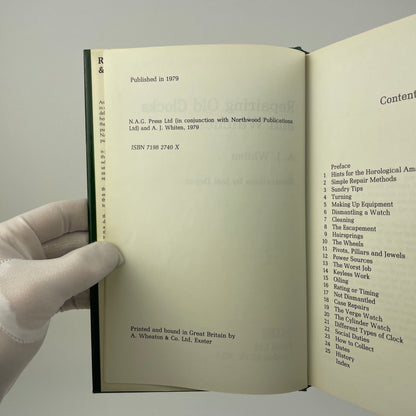 Published in 1979
N.A.G. Press Ltd (in conjunction with Northwood Publications
Ltd) and A. J. Whiten, 1979
ISBN 7198 2740 X
Printed and bound in Great Britain by
A. Wheaton & Co. Ltd, Exeter
Content
Preface
1 Hints for the Horological Ama
2 Simple Repair Methods
3 Sundry Tips
4 Turning
5 Making Up Equipment
6 Dismantling a Watch
7 Cleaning
8 The Escapement
9 Hairsprings
10 The Wheels
11 Pivots, Pillars and Jewels
12 Power Sources
13 The Worst Job
14 Keyless Work
15 Oiling
16 Rating or Timing
17 Not Dismantled
18 Case Repairs
19 The Verge Watch
20 The Cylinder Watch
21 Different Types of Clock
22 Social Duties
23 How to Collect
24 Dates
25 History
Index